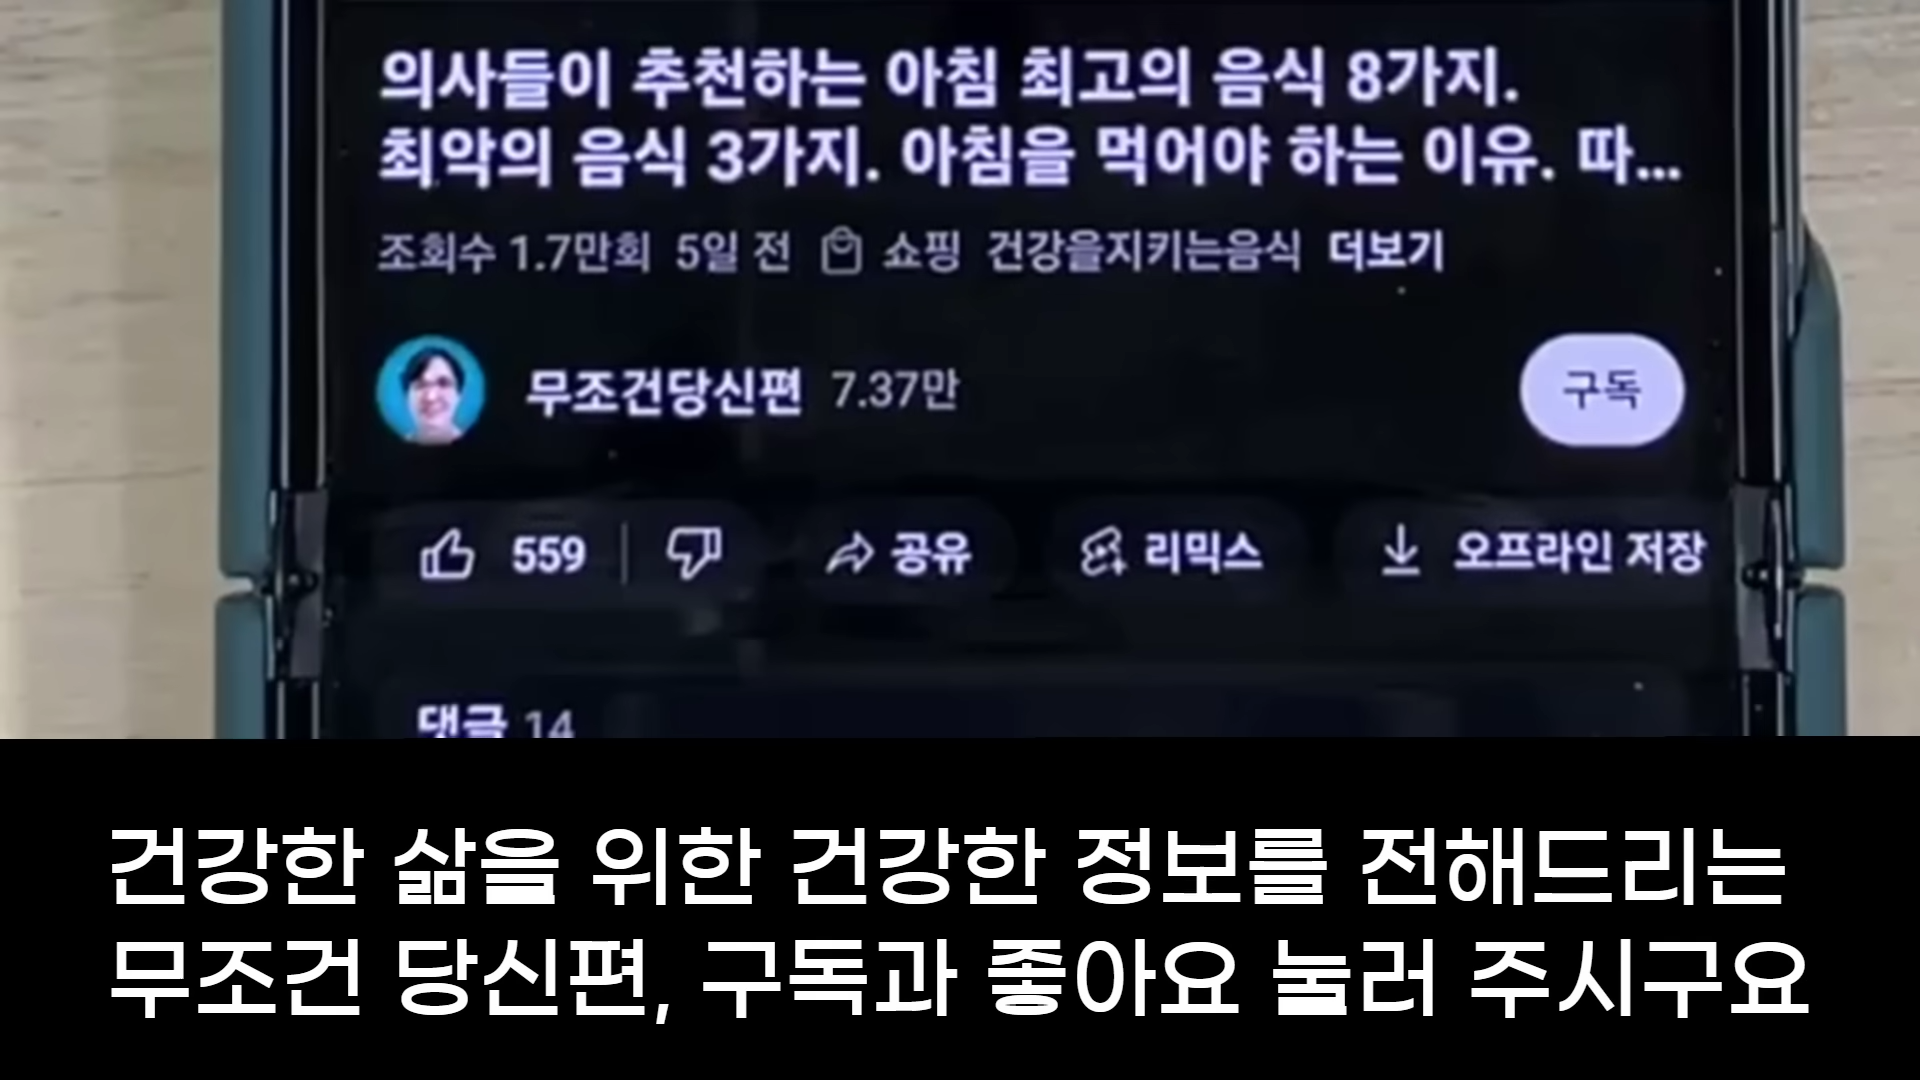 의사들이 추천하는 아침 최고의 음식 8가지.
최악의 음식 3가지. 아침을 먹어야 하는 이유. 따...
조회수 1.7만회 5일 전 쇼핑 건강을지키는음식 더보기
무조건당신편 7.37만 구독
559 공유 리믹스 오프라인 저장
댓글 14
건강한 삶을 위한 건강한 정보를 전해드리는
무조건 당신편, 구독과 좋아요 눌러 주시구요